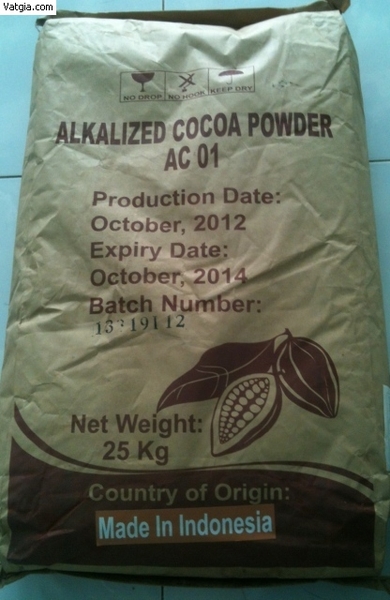 Vatgia.com
NO DROP NO HOOK KEEP DRY
ALKALIZED COCOA POWDER
AC 01
Production Date:
October, 2012
Expiry Date:
October, 2014
Batch Number:
Net Weight:
25 Kg
Country of Origin:
Made In Indonesia